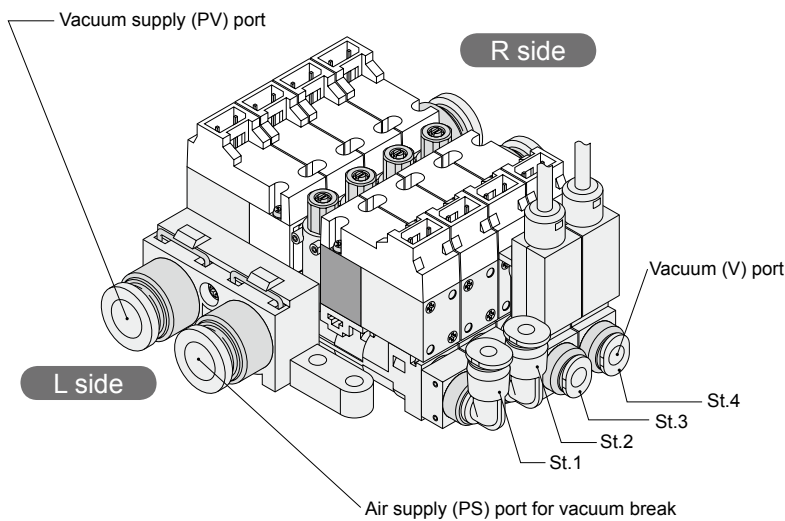 Vacuum supply (PV) port
R side
Vacuum (V) port
L side
St.4
St.3
St.2
St.1
Air supply (PS) port for vacuum break